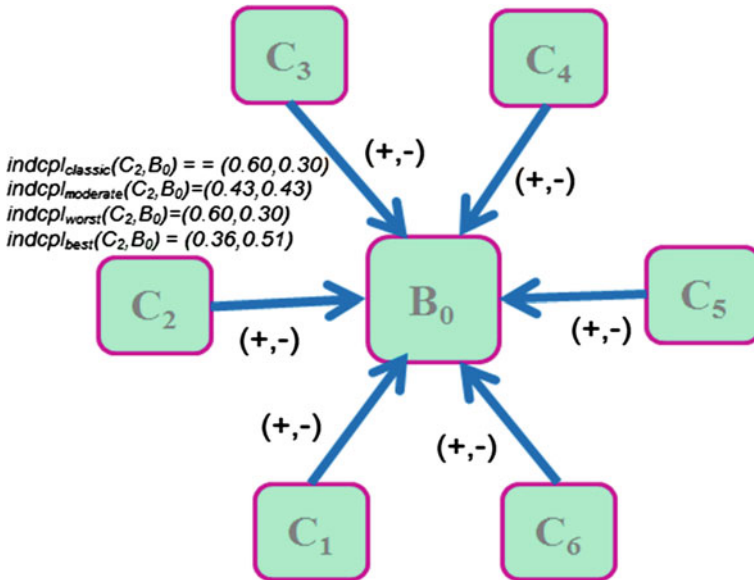 C₃
C₄
(+,-)
(+,-)
indcpl_classic(C₂,B₀) = = (0.60,0.30)
indcpl_moderate(C₂,B₀)=(0.43,0.43)
indcpl_worst(C₂,B₀)=(0.60,0.30)
indcpl_best(C₂,B₀) = (0.36,0.51)
C₂
B₀
C₅
(+,-)
(+,-)
(+,-)
(+,-)
C₁
C₆